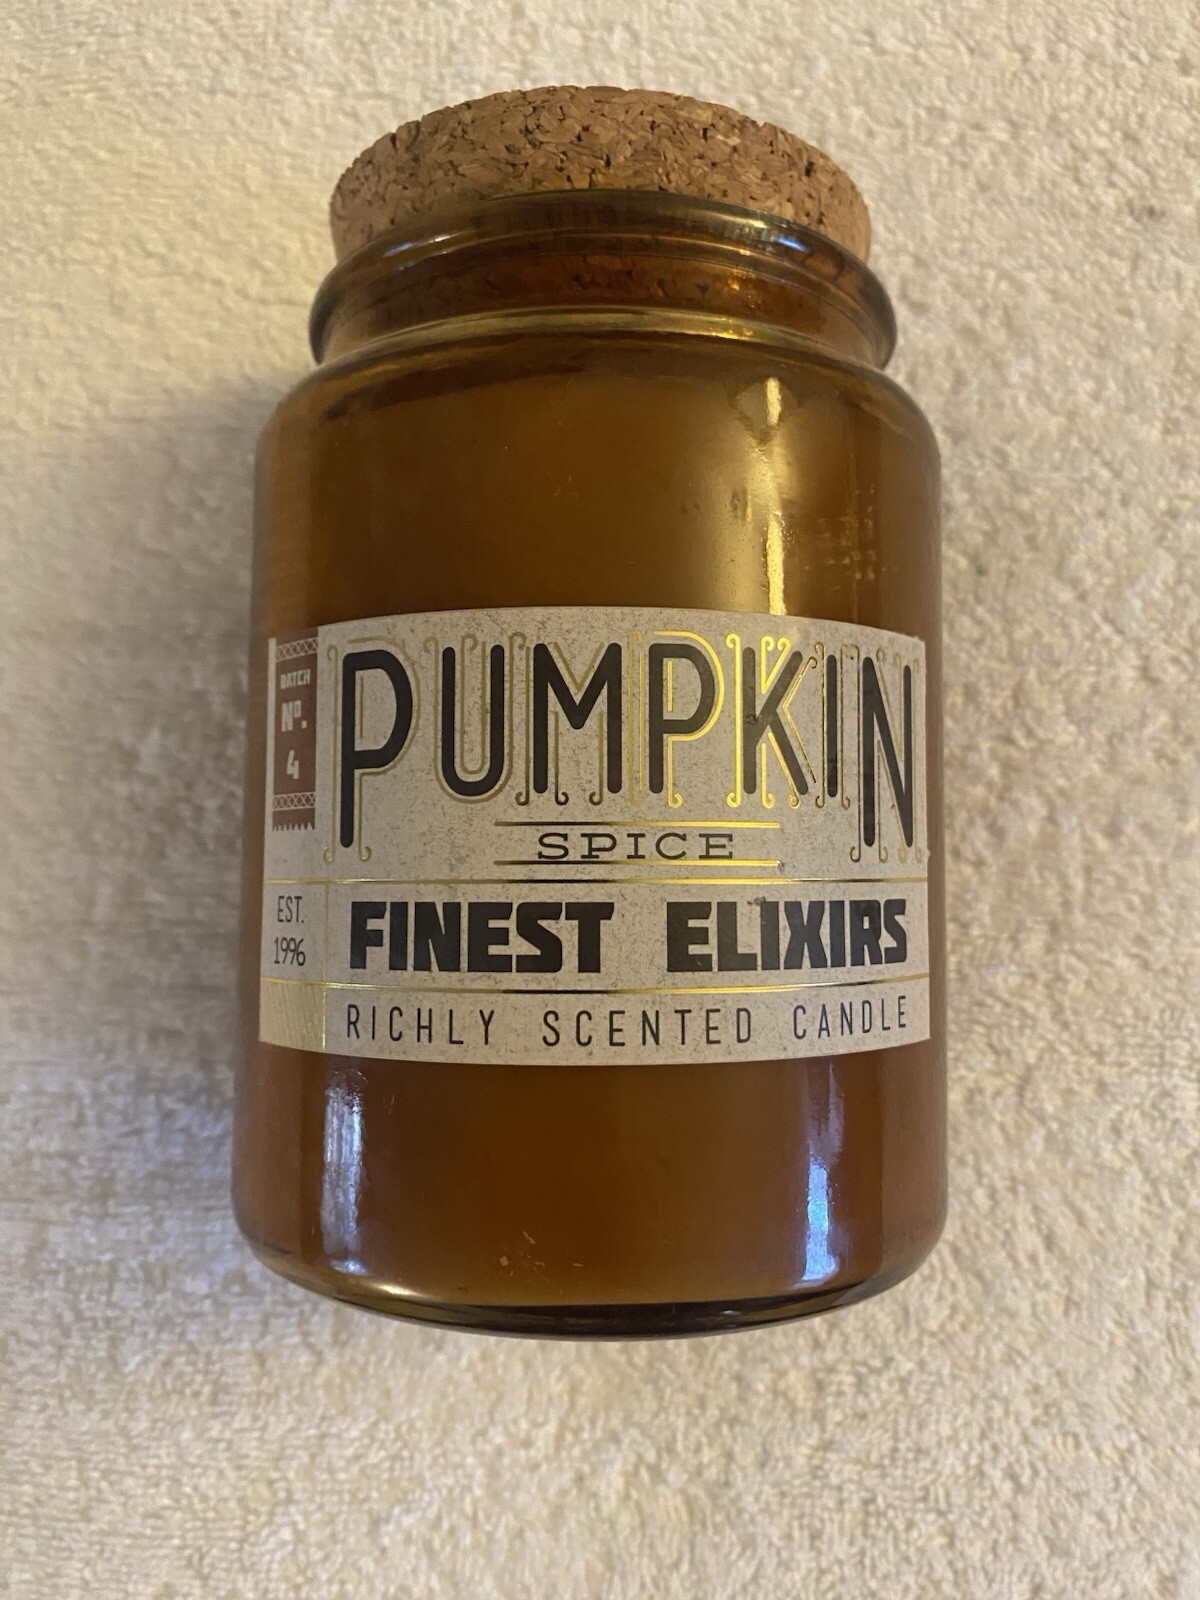 BATCH
No.
4
PUMPKIN
SPICE
EST.
1996
FINEST ELIXIRS
RICHLY SCENTED CANDLE